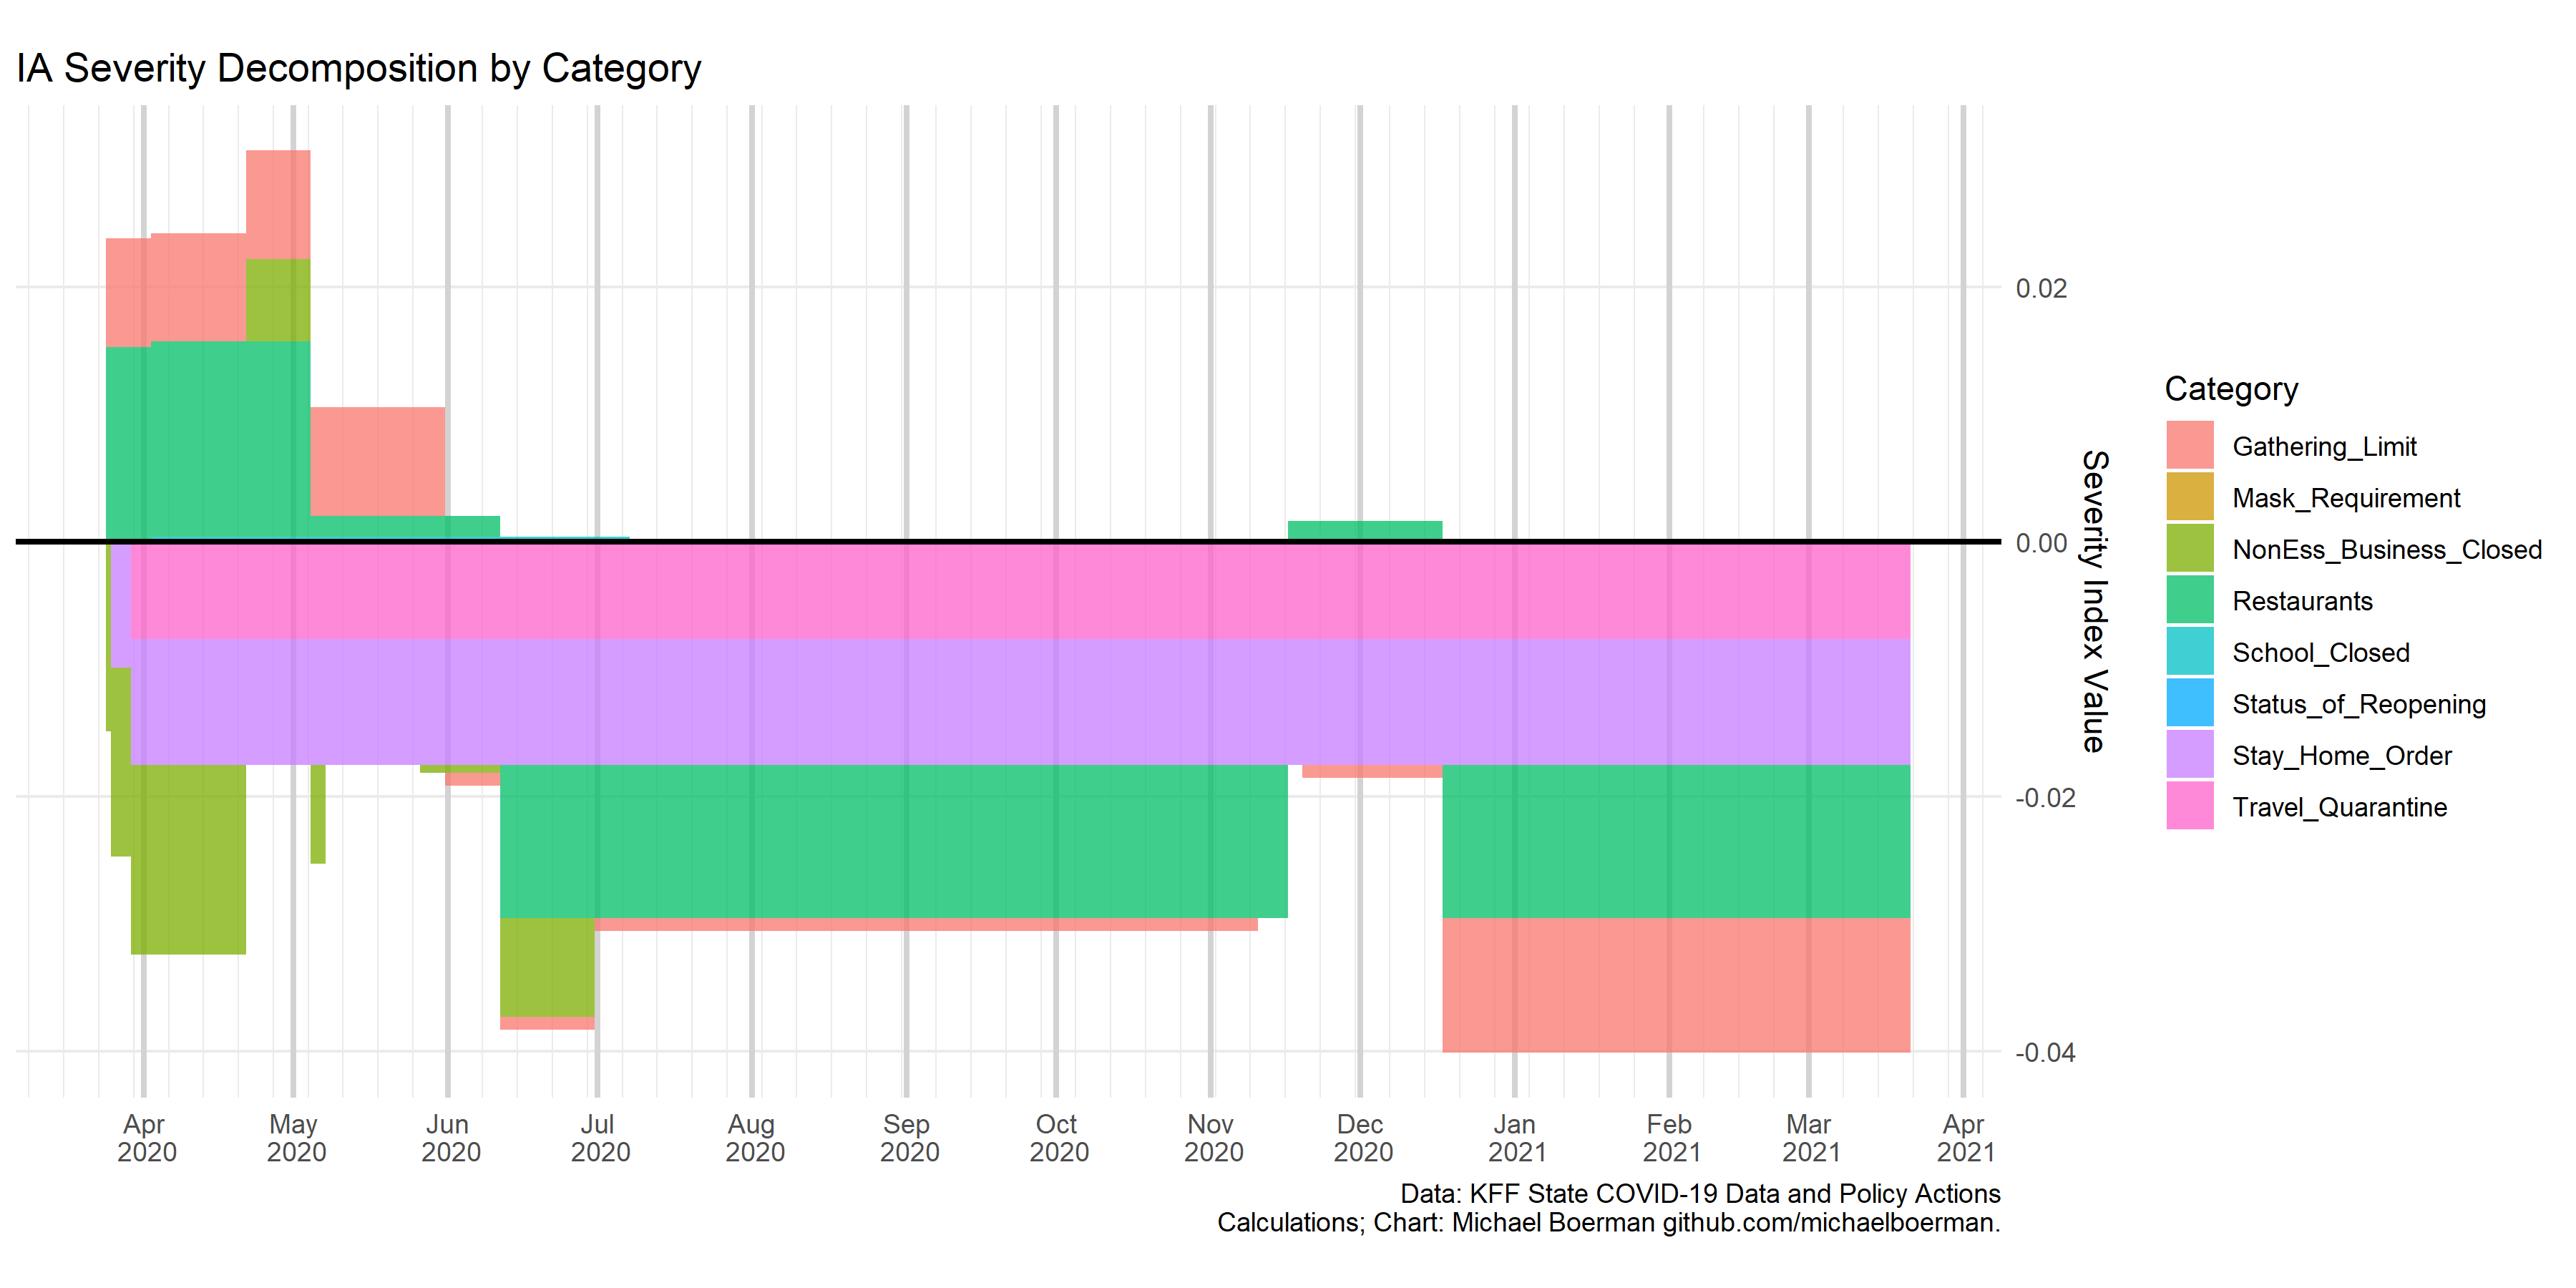 IA Severity Decomposition by Category
0.02
0.00
-0.02
-0.04
Severity Index Value
Apr
2020
May
2020
Jun
2020
Jul
2020
Aug
2020
Sep
2020
Oct
2020
Nov
2020
Dec
2020
Jan
2021
Feb
2021
Mar
2021
Apr
2021
Category
Gathering_Limit
Mask_Requirement
NonEss_Business_Closed
Restaurants
School_Closed
Status_of_Reopening
Stay_Home_Order
Travel_Quarantine
Data: KFF State COVID-19 Data and Policy Actions
Calculations; Chart: Michael Boerman github.com/michaelboerman.